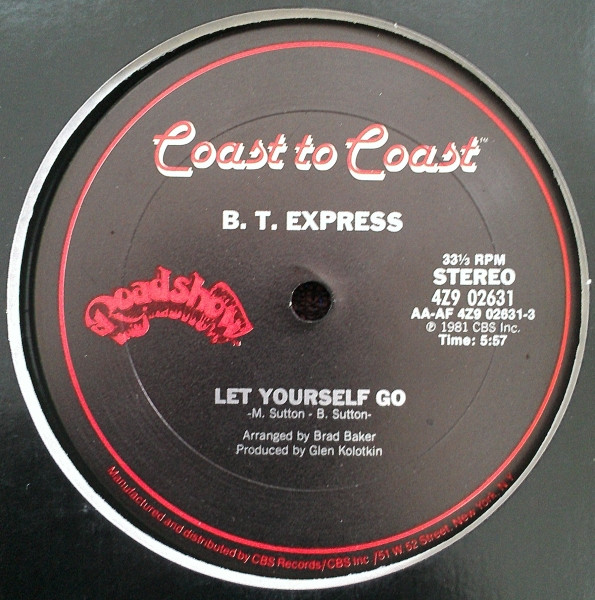 Coast to Coast™
B. T. EXPRESS
Roadshow
33⅓ RPM
STEREO
4Z9 02631
AA-AF 4Z9 02631-3
℗ 1981 CBS Inc.
Time: 5:57
LET YOURSELF GO
-M. Sutton - B. Sutton-
Arranged by Brad Baker
Produced by Glen Kolotkin
Manufactured and distributed by CBS Records/CBS Inc /51 W 52 Street, New York, N Y